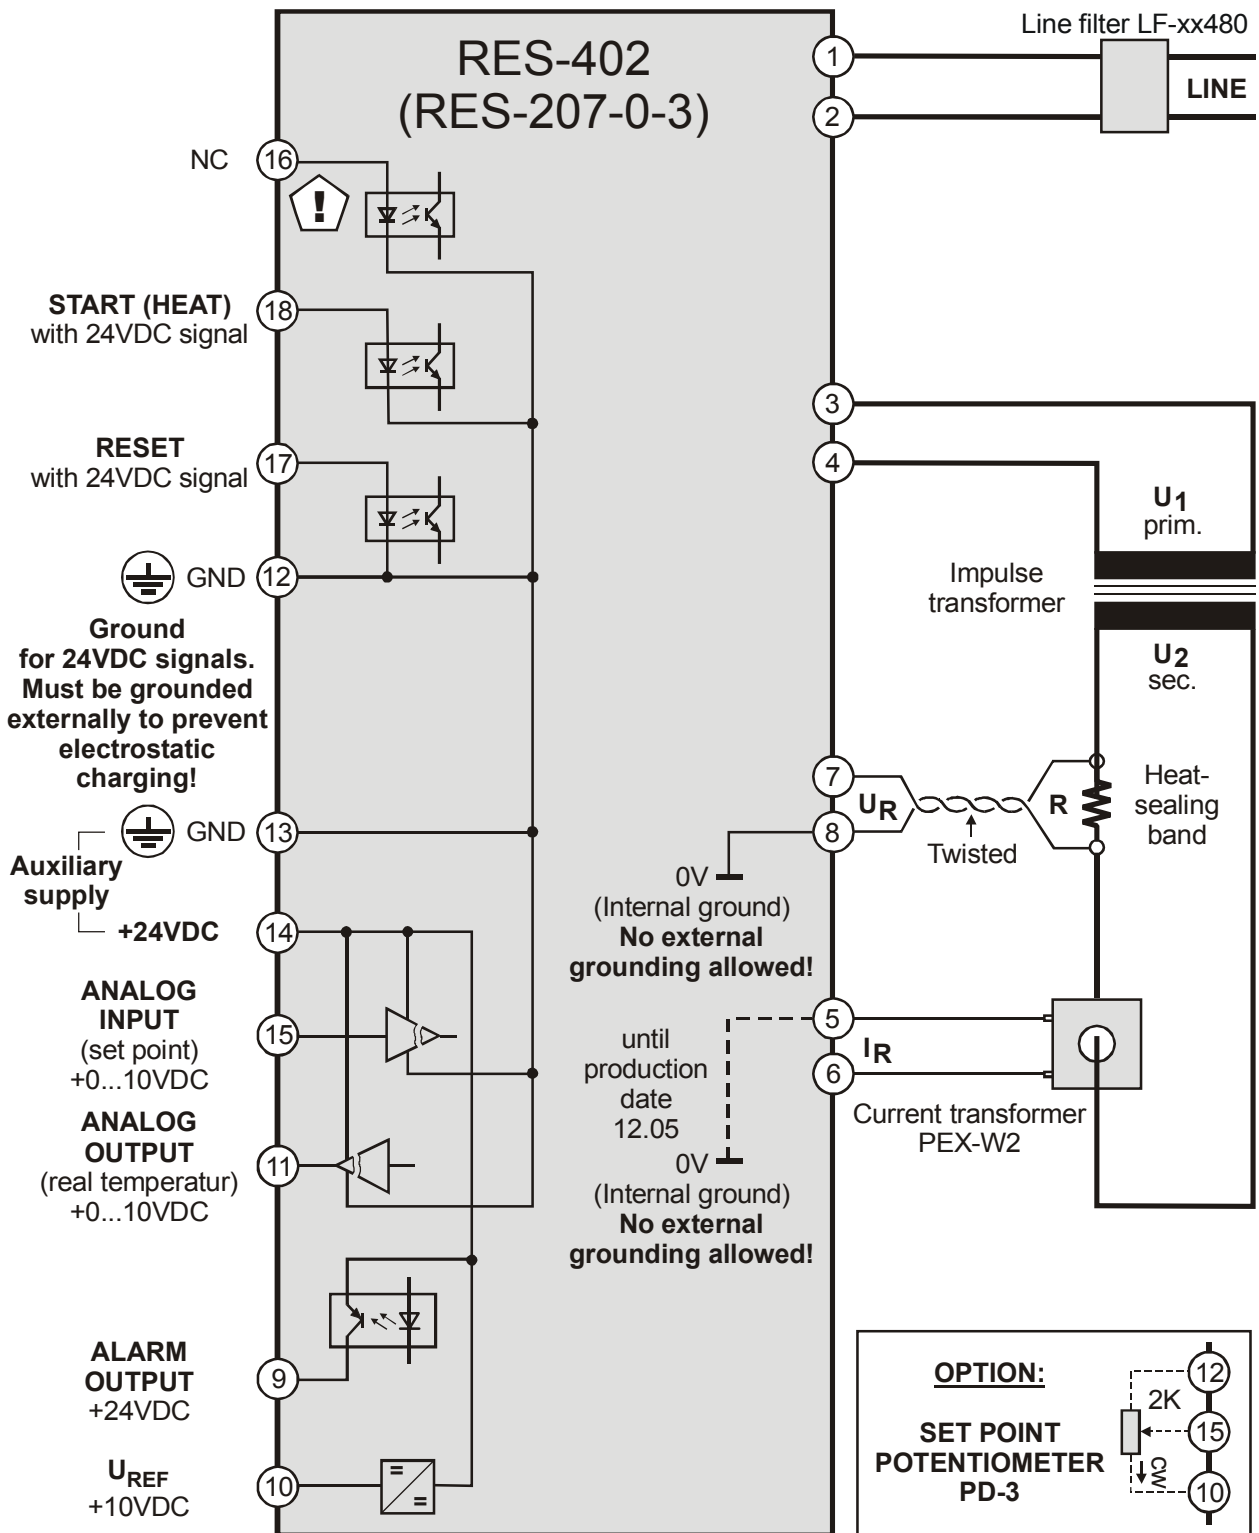 RES-402
(RES-207-0-3)
Line filter LF-xx480
LINE
1
2
NC
16
!
START (HEAT)
with 24VDC signal
18
RESET
with 24VDC signal
17
GND
12
Ground
for 24VDC signals.
Must be grounded
externally to prevent
electrostatic
charging!
GND
13
Auxiliary
supply
+24VDC
14
ANALOG
INPUT
(set point)
+0...10VDC
15
ANALOG
OUTPUT
(real temperatur)
+0...10VDC
11
ALARM
OUTPUT
+24VDC
9
UREF
+10VDC
10
=
=
3
4
U1
prim.
Impulse
transformer
U2
sec.
7
8
UR
Twisted
R
Heat-
sealing
band
0V
(Internal ground)
No external
grounding allowed!
5
6
IR
until
production
date
12.05
0V
(Internal ground)
No external
grounding allowed!
Current transformer
PEX-W2
OPTION:
SET POINT
POTENTIOMETER
PD-3
2K
CW
12
15
10